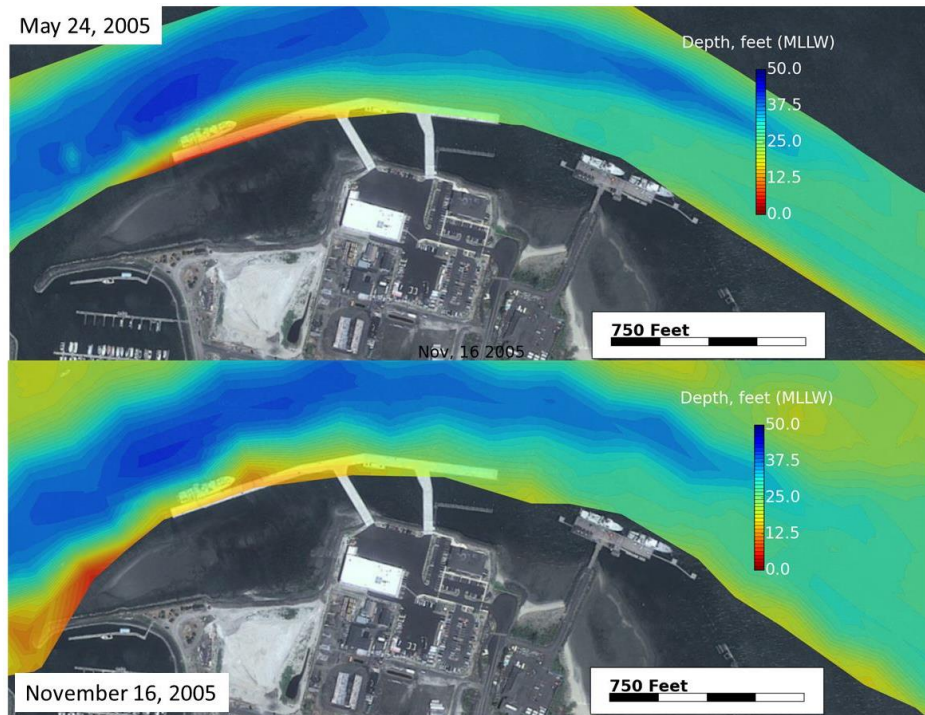 May 24, 2005
Depth, feet (MLLW)
50.0
37.5
25.0
12.5
0.0
750 Feet
Nov. 16 2005
Depth, feet (MLLW)
50.0
37.5
25.0
12.5
0.0
750 Feet
November 16, 2005